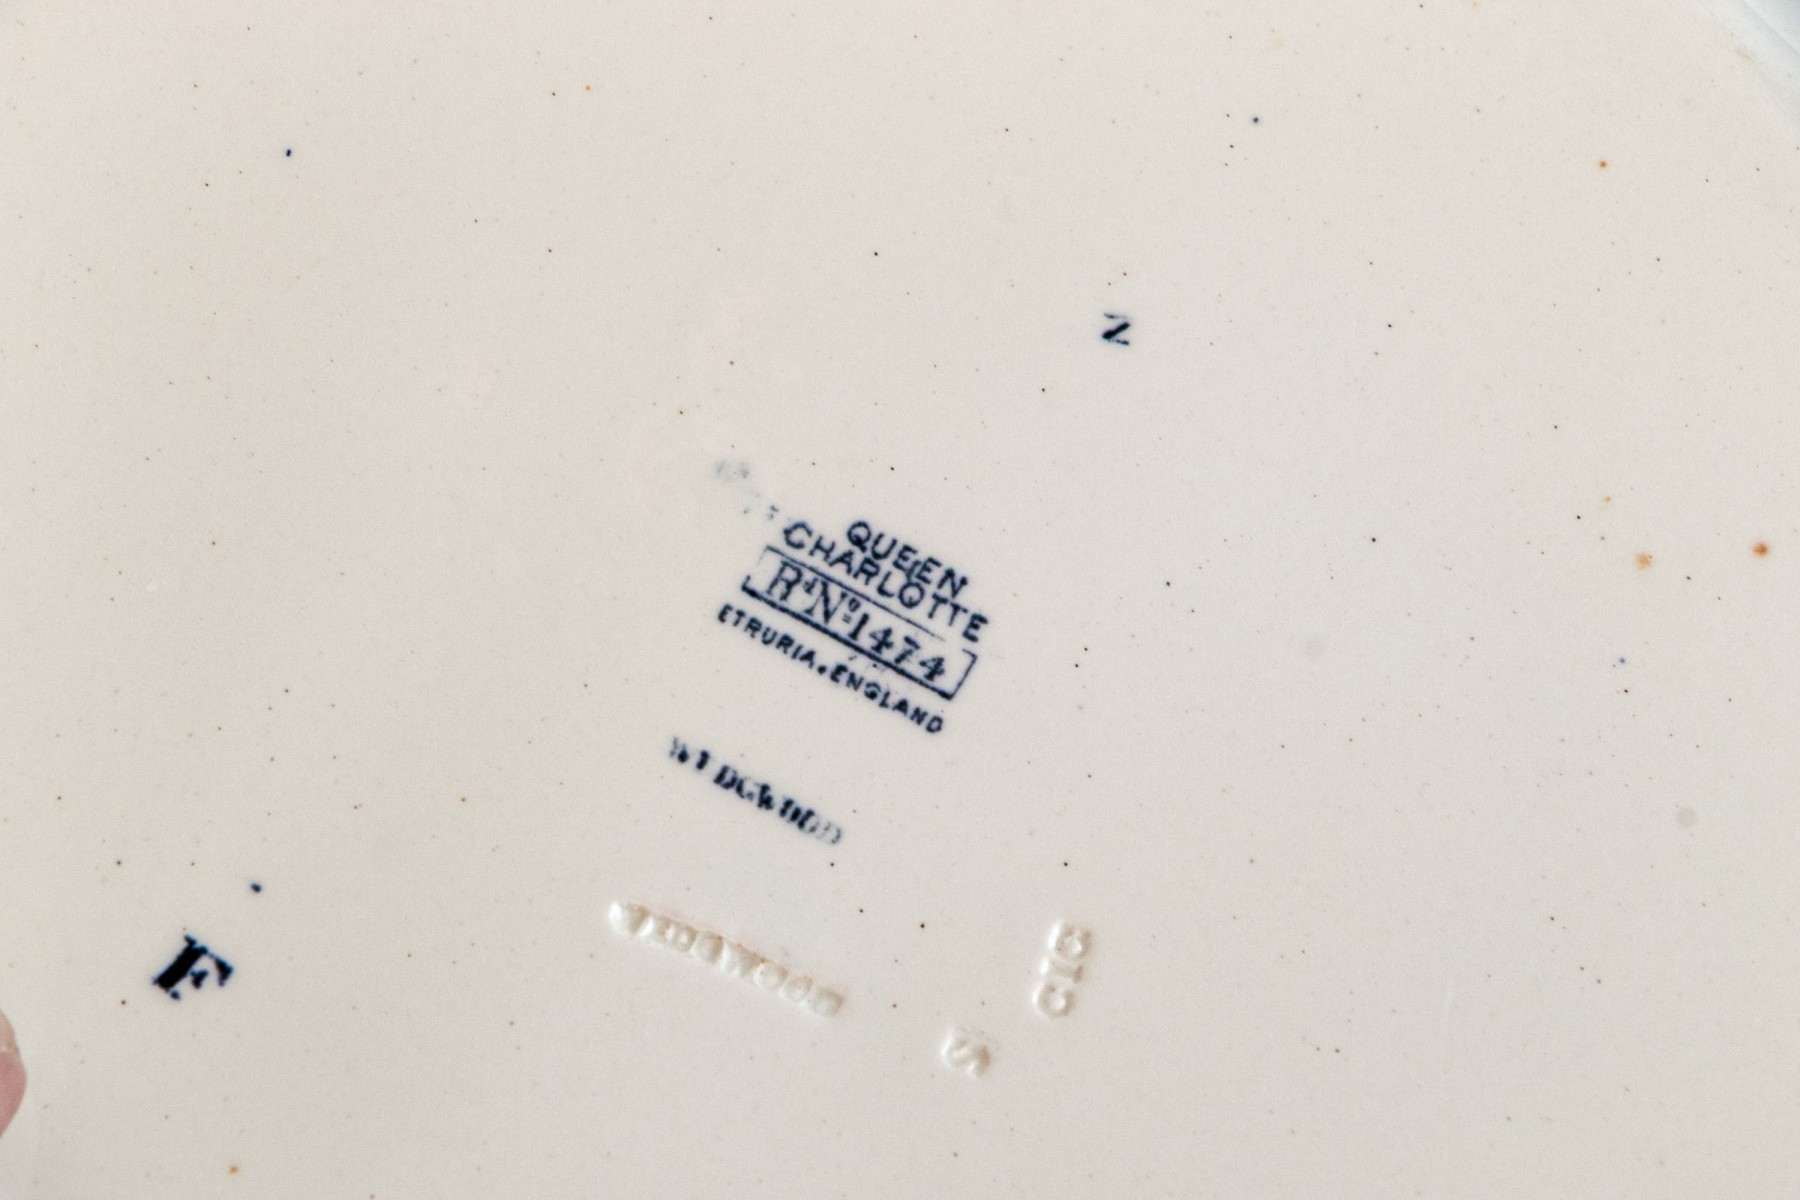 Z
QUEEN
CHARLOTTE
Rd No 1474
ETRURIA. ENGLAND
WEDGWOOD
WEDGWOOD
F
S